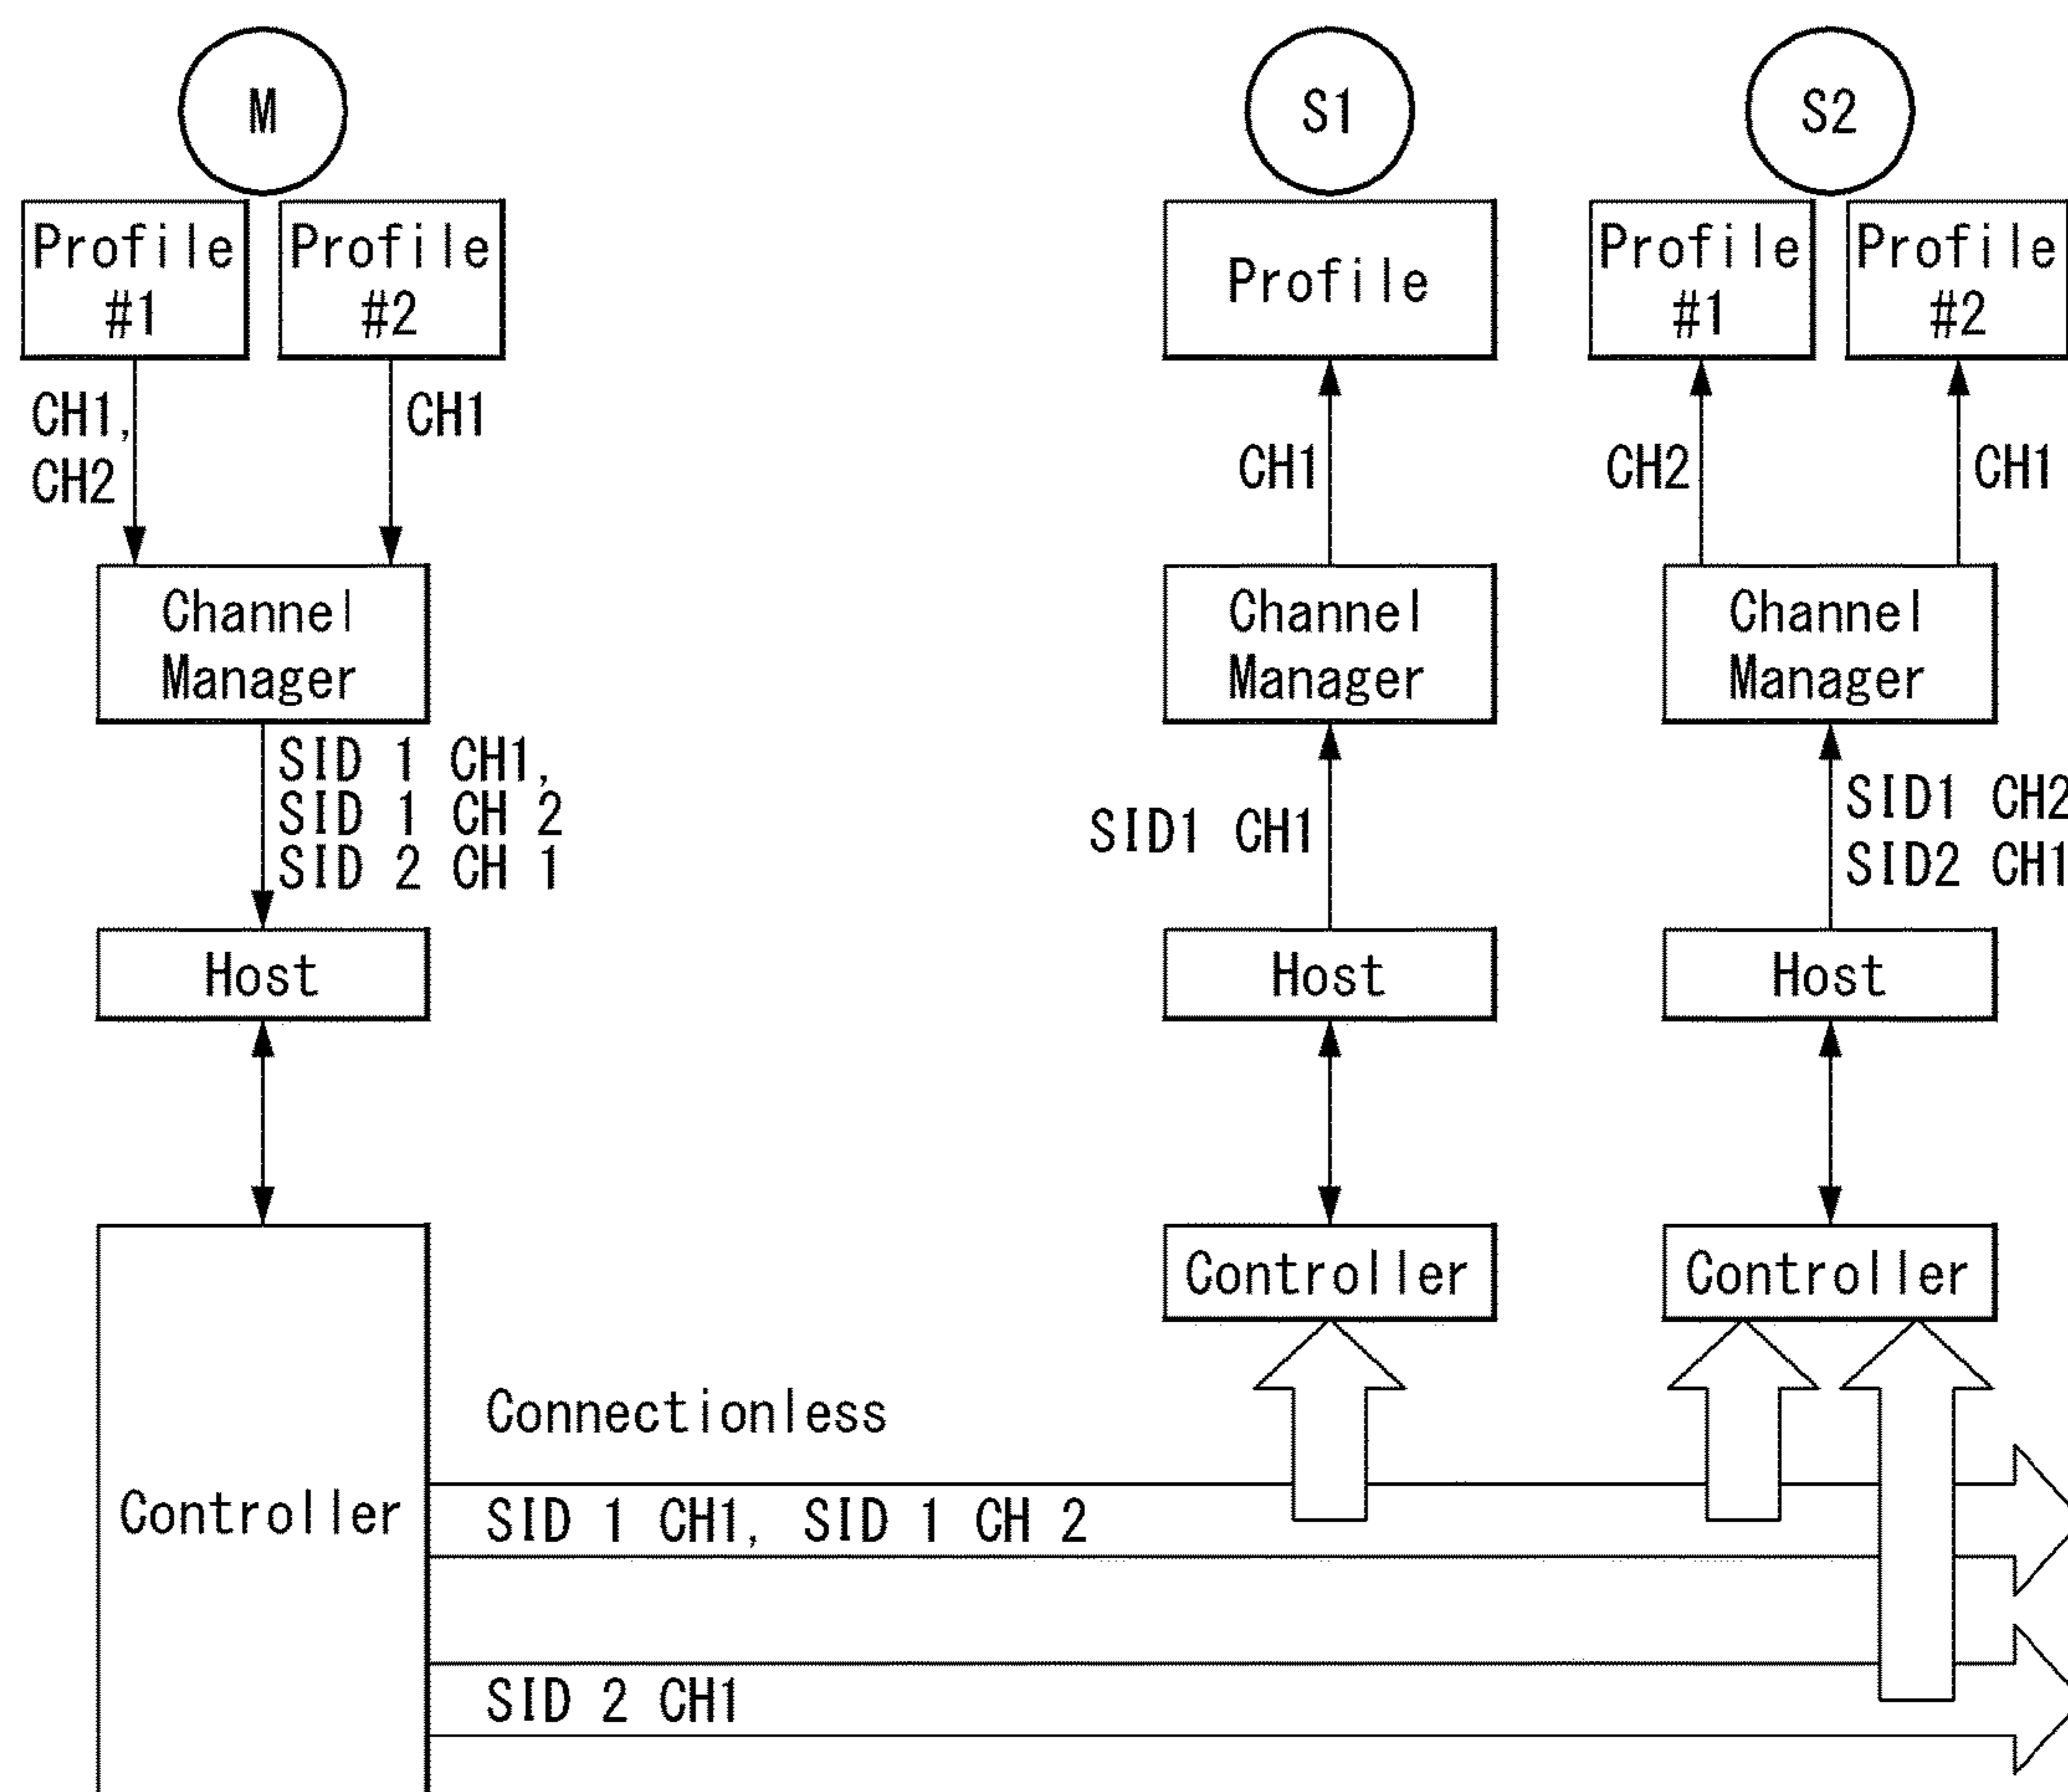 M
S1
S2
Profile
#1
Profile
#2
Profile
Profile
#1
Profile
#2
CH1,
CH2
CH1
CH1
CH2
CH1
Channel
Manager
Channel
Manager
Channel
Manager
SID 1 CH1,
SID 1 CH 2
SID 2 CH 1
SID1 CH1
SID1 CH2
SID2 CH1
Host
Host
Host
Controller
Controller
Controller
Connectionless
SID 1 CH1, SID 1 CH 2
SID 2 CH1